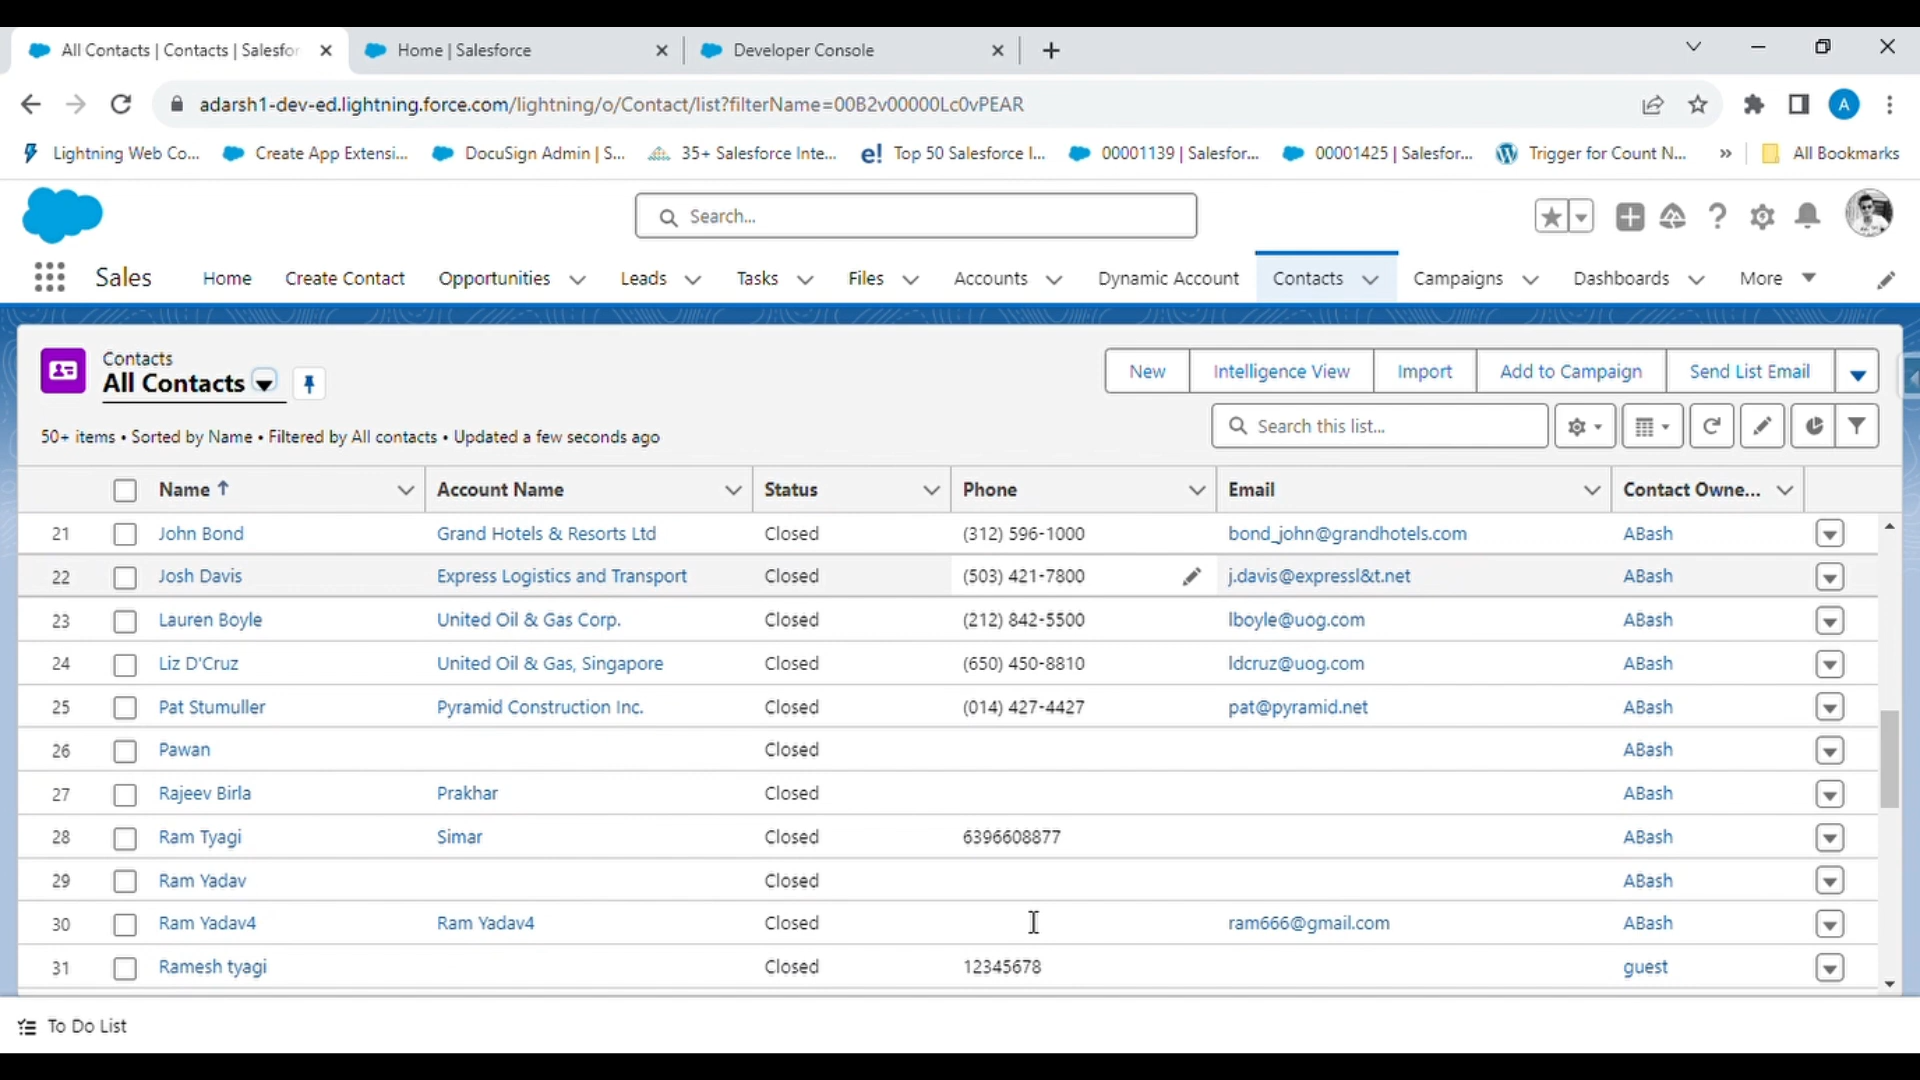 All Contacts | Contacts | Salesfor
Home | Salesforce
Developer Console
adarsh1-dev-ed.lightning.force.com/lightning/o/Contact/list?filterName=00B2v00000Lc0vPEAR
A
Lightning Web Co...
Create App Extensi...
DocuSign Admin | S...
35+ Salesforce Inte...
e! Top 50 Salesforce I...
00001139 | Salesfor...
00001425 | Salesfor...
Trigger for Count N...
»
All Bookmarks
Search...
Sales Home Create Contact Opportunities Leads Tasks Files Accounts Dynamic Account Contacts Campaigns Dashboards More
Contacts
All Contacts
New Intelligence View Import Add to Campaign Send List Email
50+ items • Sorted by Name • Filtered by All contacts • Updated a few seconds ago
Search this list...
Name ↑ Account Name Status Phone Email Contact Owne...
21 John Bond Grand Hotels & Resorts Ltd Closed (312) 596-1000 bond_john@grandhotels.com ABash
22 Josh Davis Express Logistics and Transport Closed (503) 421-7800 j.davis@expressl&t.net ABash
23 Lauren Boyle United Oil & Gas Corp. Closed (212) 842-5500 lboyle@uog.com ABash
24 Liz D'Cruz United Oil & Gas, Singapore Closed (650) 450-8810 ldcruz@uog.com ABash
25 Pat Stumuller Pyramid Construction Inc. Closed (014) 427-4427 pat@pyramid.net ABash
26 Pawan Closed ABash
27 Rajeev Birla Prakhar Closed ABash
28 Ram Tyagi Simar Closed 6396608877 ABash
29 Ram Yadav Closed ABash
30 Ram Yadav4 Ram Yadav4 Closed ram666@gmail.com ABash
31 Ramesh tyagi Closed 12345678 guest
To Do List